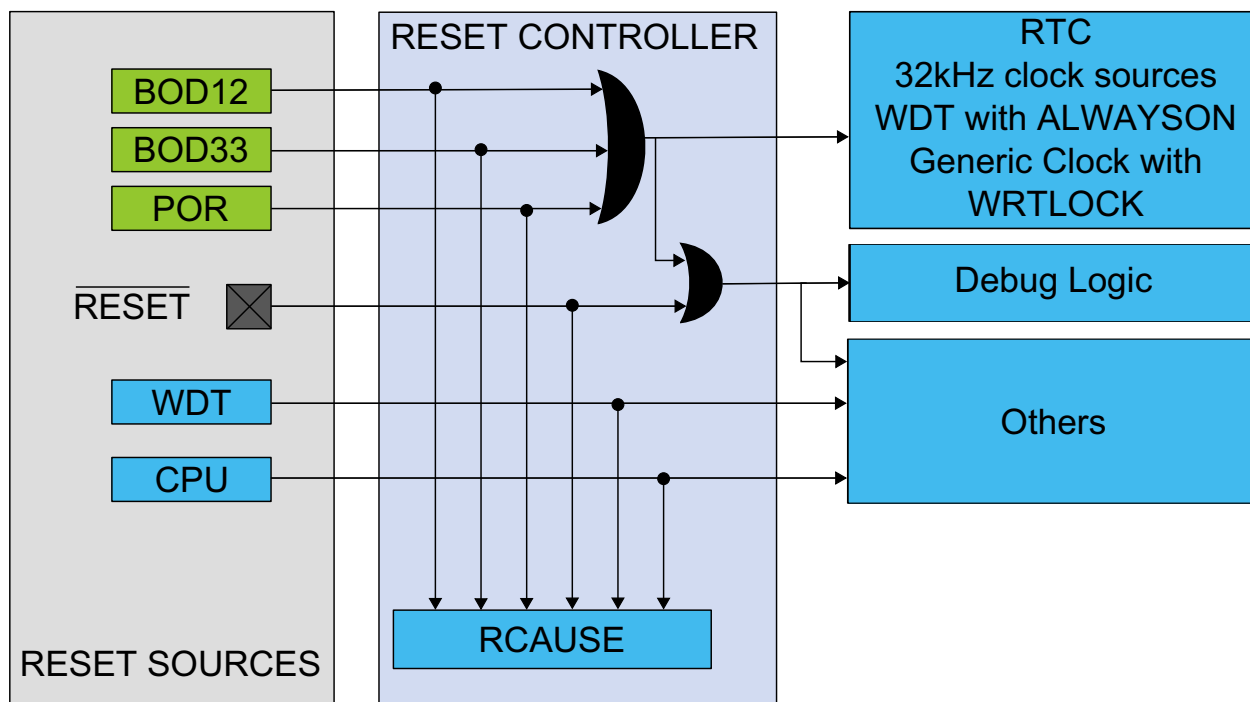 RESET CONTROLLER
BOD12
BOD33
POR
RESET
WDT
CPU
RESET SOURCES
RCAUSE
RTC
32kHz clock sources
WDT with ALWAYSON
Generic Clock with
WRTLOCK
Debug Logic
Others